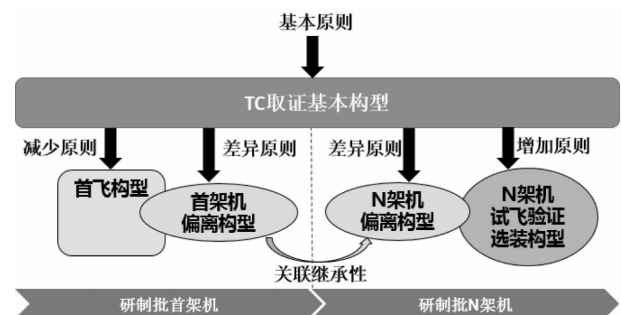 基本原则
TC取证基本构型
减少原则
差异原则
差异原则
增加原则
首飞构型
首架机
偏离构型
N架机
偏离构型
N架机
试飞验证
选装构型
关联继承性
研制批首架机
研制批N架机